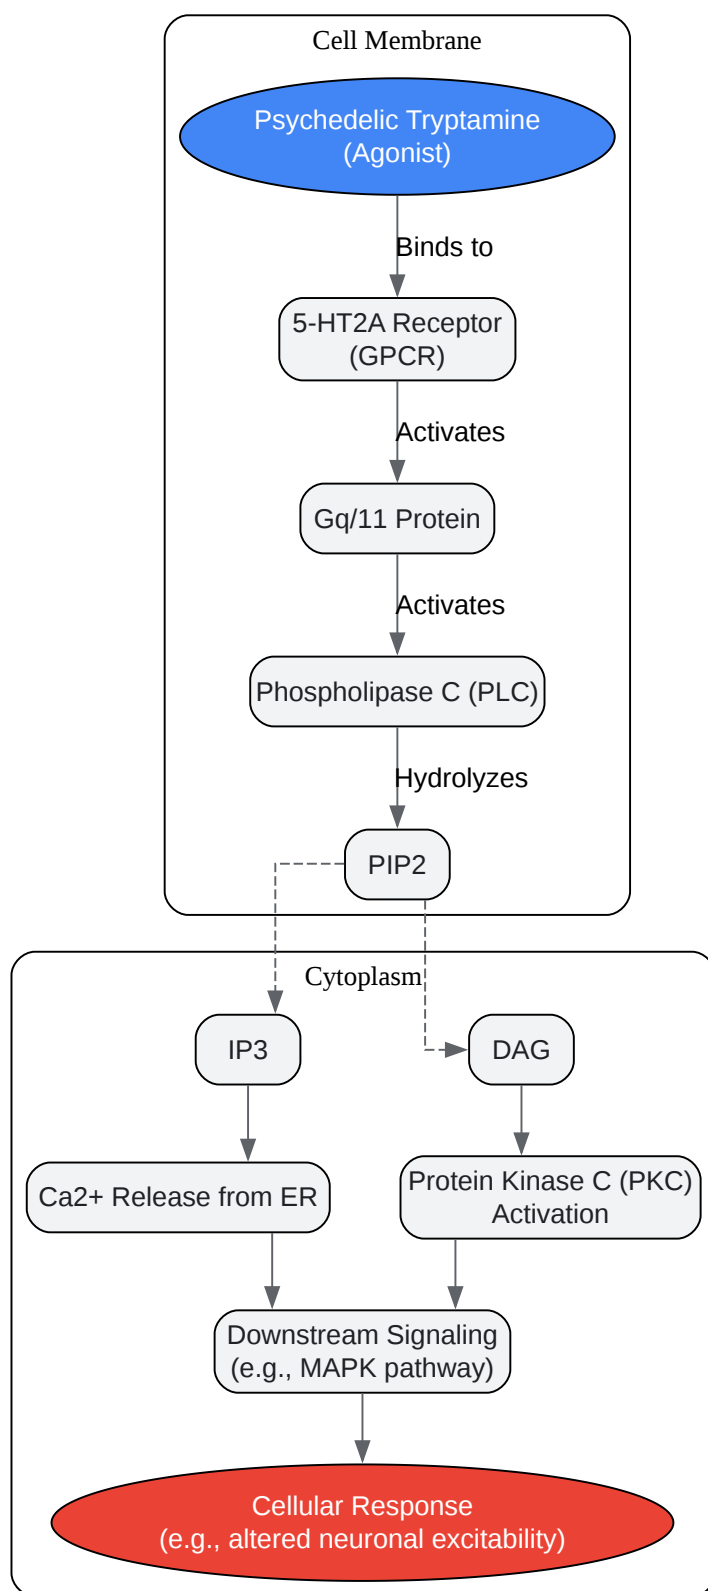 Cell Membrane
Psychedelic Tryptamine
(Agonist)
Binds to
5-HT2A Receptor
(GPCR)
Activates
Gq/11 Protein
Activates
Phospholipase C (PLC)
Hydrolyzes
PIP2
Cytoplasm
IP3
DAG
Ca2+ Release from ER
Protein Kinase C (PKC)
Activation
Downstream Signaling
(e.g., MAPK pathway)
Cellular Response
(e.g., altered neuronal excitability)